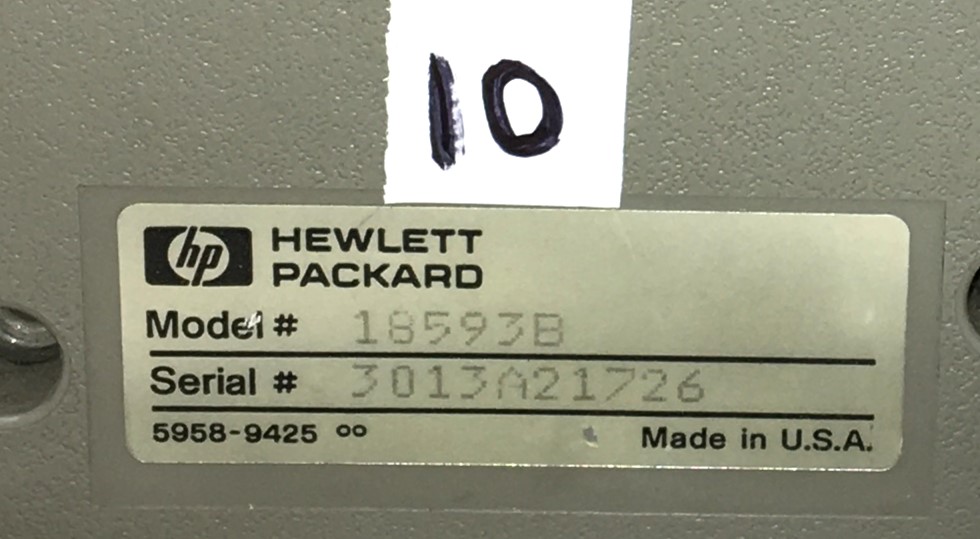 10
hp HEWLETT
PACKARD
Model # 18593B
Serial # 3013A21726
5958-9425 oo Made in U.S.A.